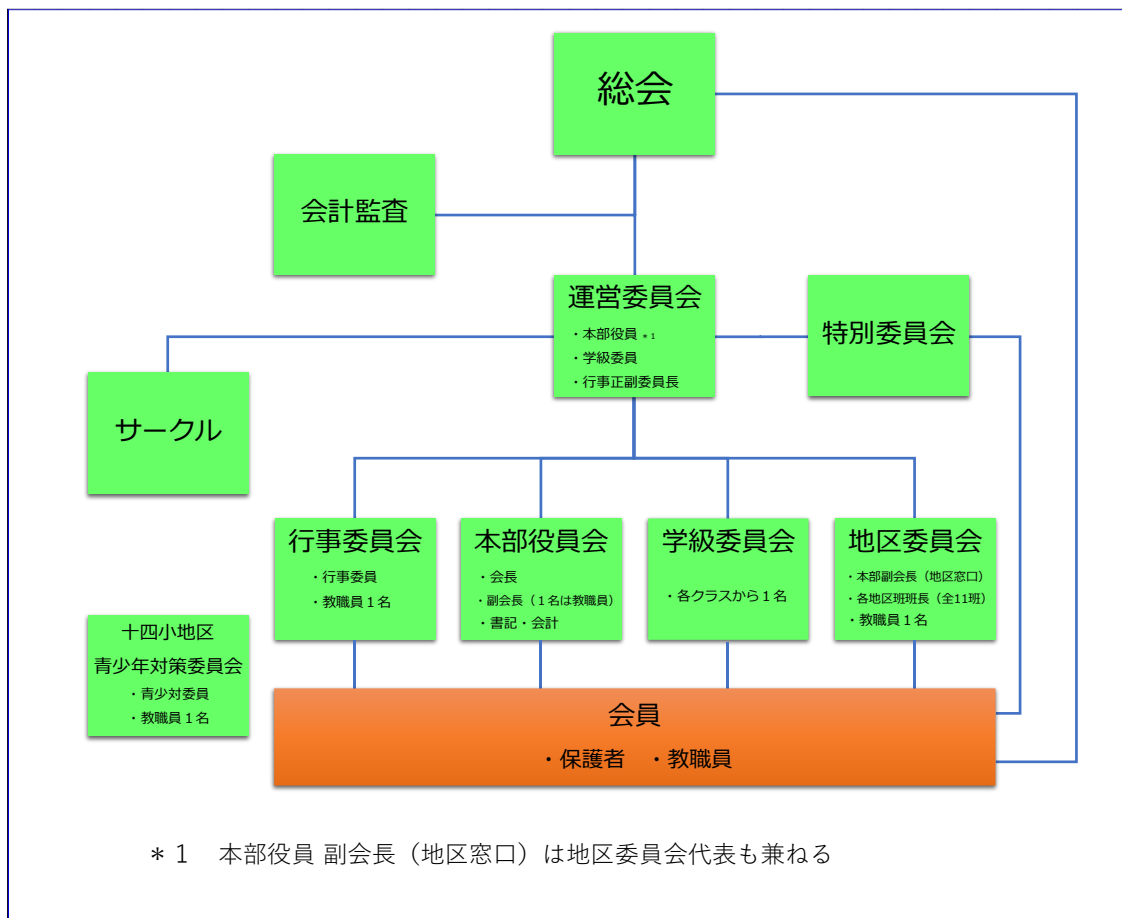 総会
会計監査
運営委員会
・本部役員 *1
・学級委員
・行事正副委員長
特別委員会
サークル
行事委員会
・行事委員
・教職員1名
本部役員会
・会長
・副会長(1名は教職員)
・書記・会計
学級委員会
・各クラスから1名
地区委員会
・本部副会長(地区窓口)
・各地区班班長(全11班)
・教職員1名
十四小地区
青少年対策委員会
・青少対委員
・教職員1名
会員
・保護者 ・教職員
*1 本部役員 副会長(地区窓口)は地区委員会代表も兼ねる